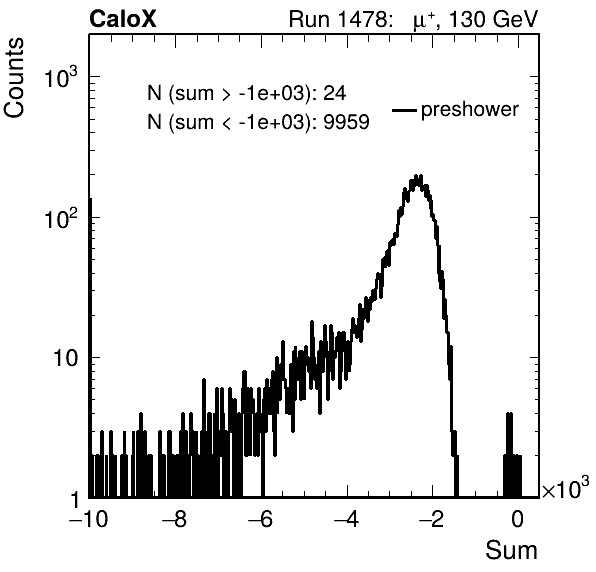 CaloX Run 1478: μ⁺, 130 GeV
Counts
N (sum > -1e+03): 24
N (sum < -1e+03): 9959
preshower
10³
10²
10
1
−10 −8 −6 −4 −2 0
×10³
Sum